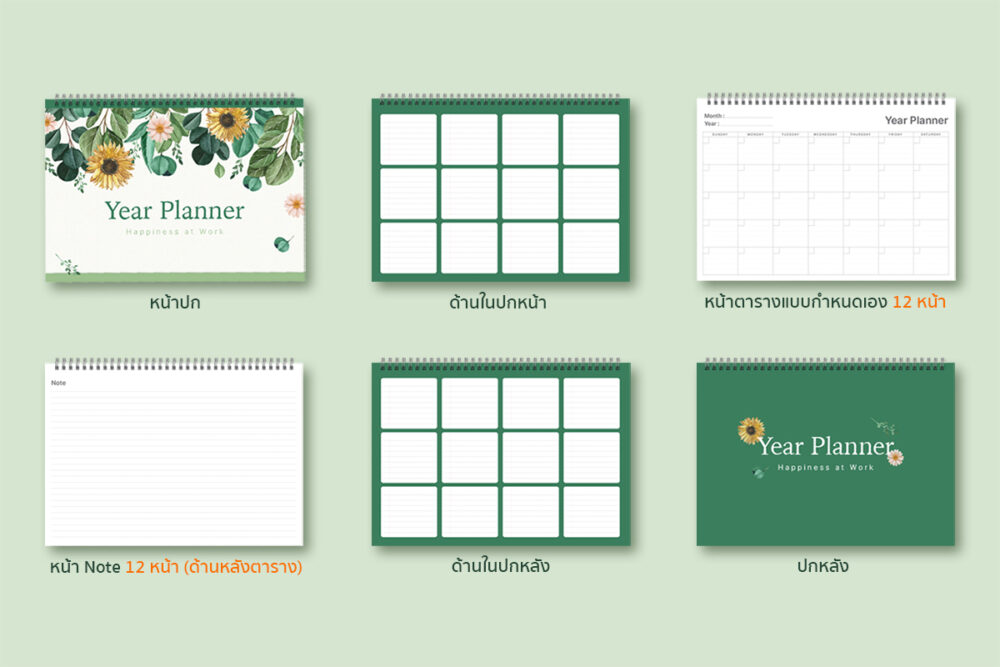 Year Planner
Happiness at Work
หน้าปก
ด้านในปกหน้า
Month :
Year :
Year Planner
SUNDAY MONDAY TUESDAY WEDNESDAY THURSDAY FRIDAY SATURDAY
หน้าตารางแบบกำหนดเอง 12 หน้า
Note
หน้า Note 12 หน้า (ด้านหลังตาราง)
ด้านในปกหลัง
Year Planner
Happiness at Work
ปกหลัง